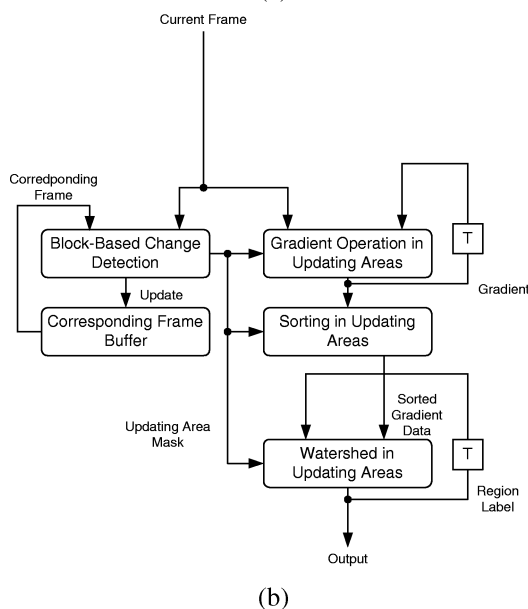 Current Frame
Corredponding
Frame
Block-Based Change
Detection
Gradient Operation in
Updating Areas
T
Gradient
Update
Corresponding Frame
Buffer
Sorting in Updating
Areas
Sorted
Gradient
Data
Updating Area
Mask
Watershed in
Updating Areas
T
Region
Label
Output
(b)